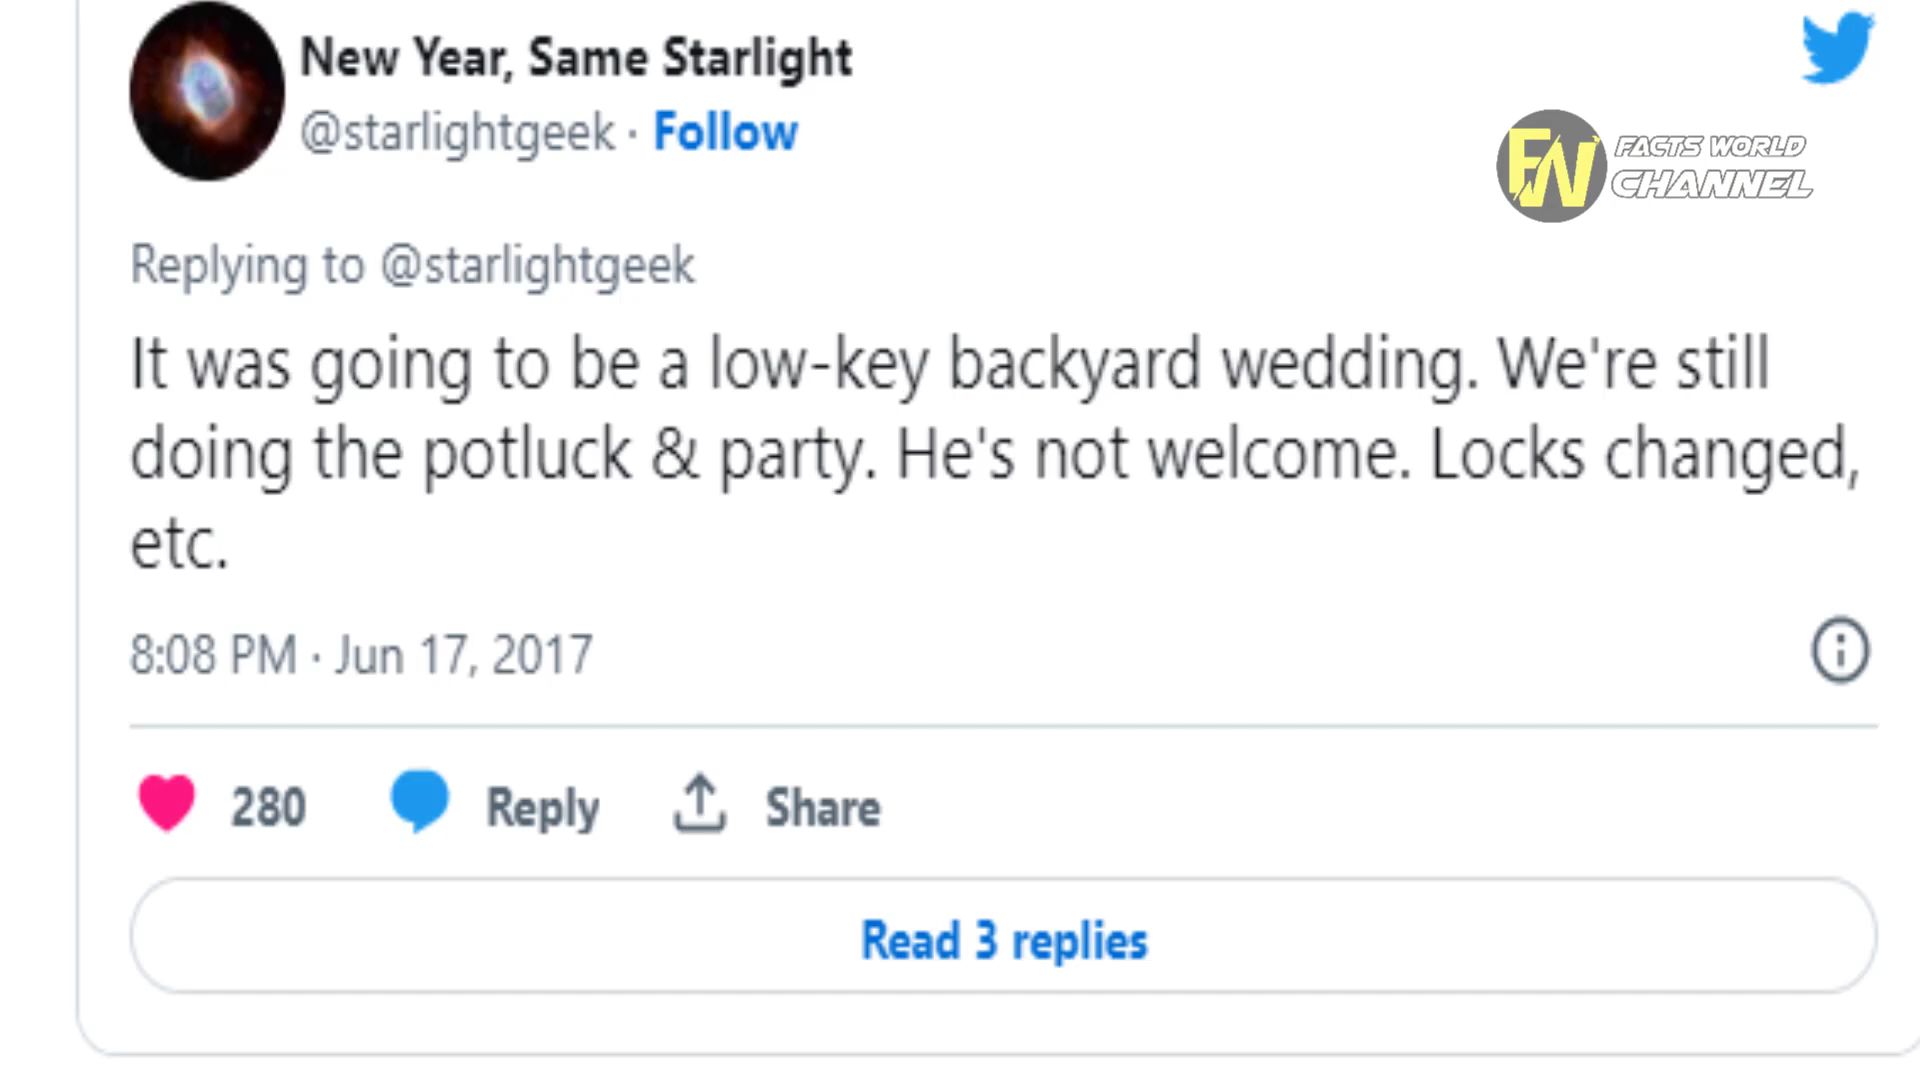 New Year, Same Starlight
@starlightgeek · Follow
FW FACTS WORLD
CHANNEL
Replying to @starlightgeek
It was going to be a low-key backyard wedding. We're still
doing the potluck & party. He's not welcome. Locks changed,
etc.
8:08 PM · Jun 17, 2017
280 Reply Share
Read 3 replies